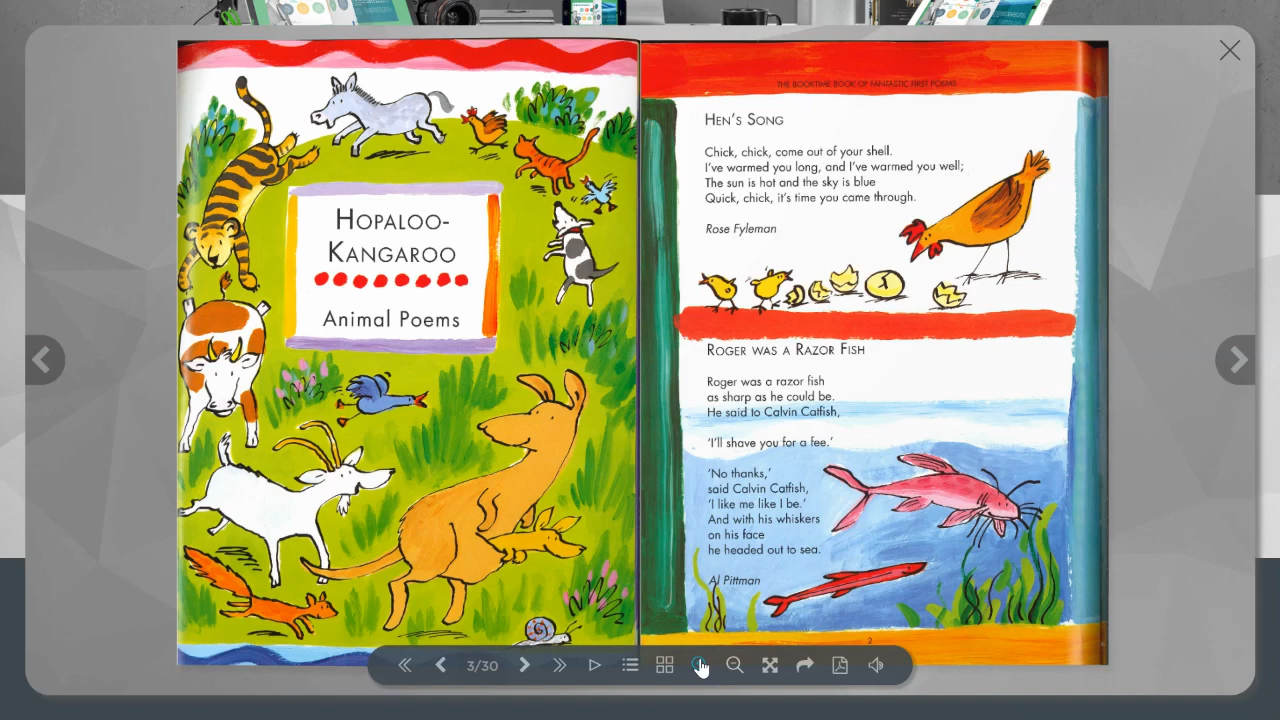 HOPALOO-
KANGAROO
Animal Poems
THE BOOKTIME BOOK OF FANTASTIC FIRST POEMS
HEN'S SONG
Chick, chick, come out of your shell.
I've warmed you long, and I've warmed you well;
The sun is hot and the sky is blue
Quick, chick, it's time you came through.
Rose Fyleman
ROGER WAS A RAZOR FISH
Roger was a razor fish
as sharp as he could be.
He said to Calvin Catfish,
'I'll shave you for a fee.'
'No thanks,'
said Calvin Catfish,
'I like me like I be.'
And with his whiskers
on his face
he headed out to sea.
Al Pittman
2
3/30